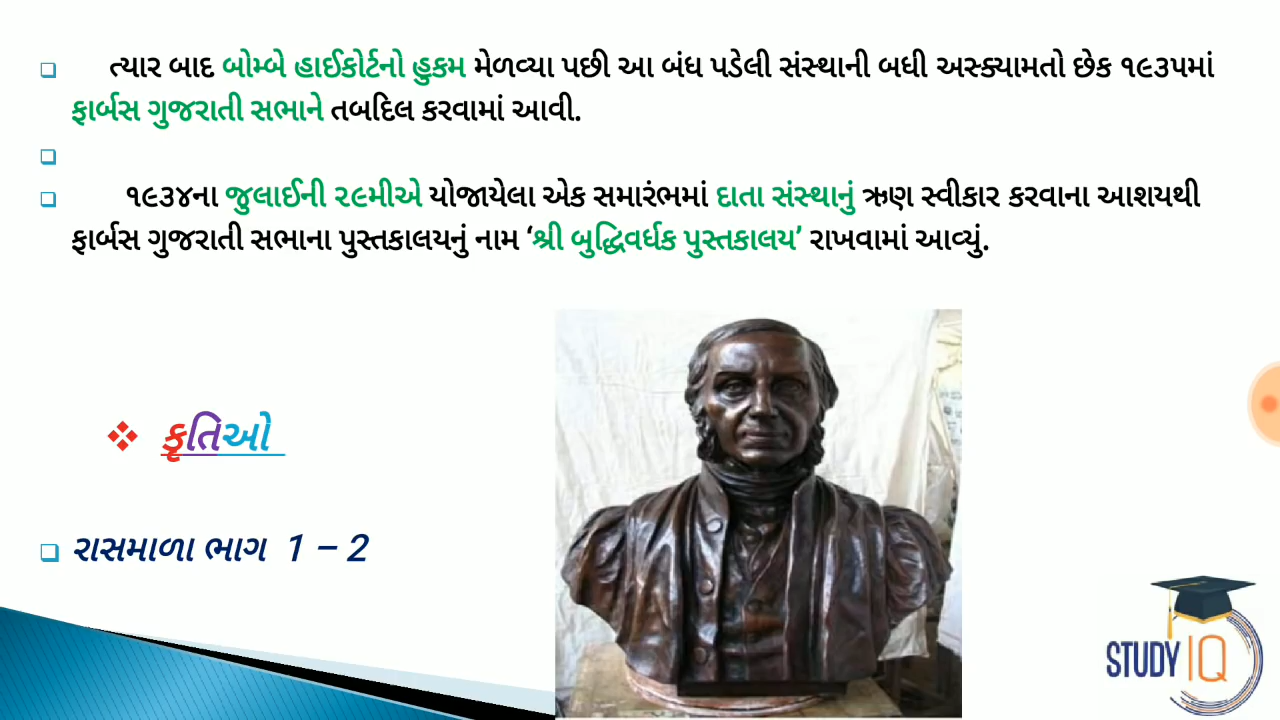 ત્યાર બાદ બોમ્બે હાઈકોર્ટનો હુકમ મેળવ્યા પછી આ બંધ પડેલી સંસ્થાની બધી અસ્ક્યામતો છેક ૧૯૩૫માં
ફાર્બસ ગુજરાતી સભાને તબદિલ કરવામાં આવી.
૧૯૩૪ના જુલાઈની ૨૯મીએ યોજાયેલા એક સમારંભમાં દાતા સંસ્થાનું ઋણ સ્વીકાર કરવાના આશયથી
ફાર્બસ ગુજરાતી સભાના પુસ્તકાલયનું નામ ‘શ્રી બુદ્ધિવર્ધક પુસ્તકાલય’ રાખવામાં આવ્યું.
કૃતિઓ
રાસમાળા ભાગ 1 – 2
STUDY IQ